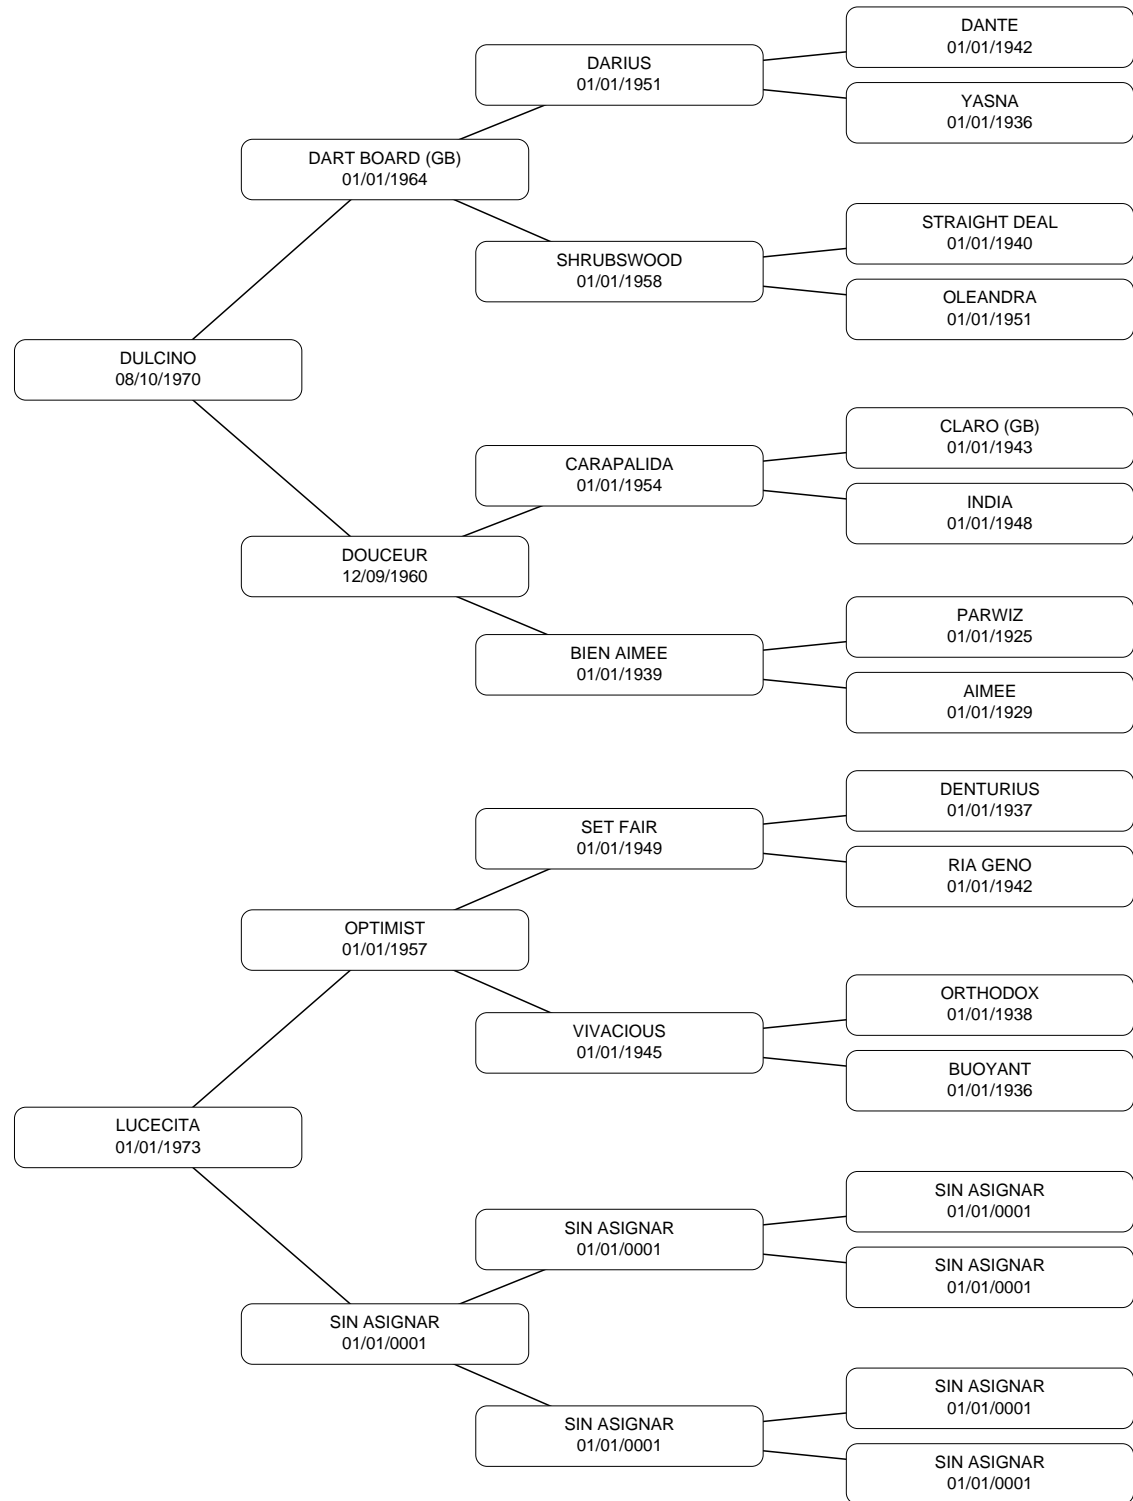 DANTE
01/01/1942
DARIUS
01/01/1951
YASNA
01/01/1936
DART BOARD (GB)
01/01/1964
STRAIGHT DEAL
01/01/1940
SHRUBSWOOD
01/01/1958
OLEANDRA
01/01/1951
DULCINO
08/10/1970
CLARO (GB)
01/01/1943
CARAPALIDA
01/01/1954
INDIA
01/01/1948
DOUCEUR
12/09/1960
PARWIZ
01/01/1925
BIEN AIMEE
01/01/1939
AIMEE
01/01/1929
DENTURIUS
01/01/1937
SET FAIR
01/01/1949
RIA GENO
01/01/1942
OPTIMIST
01/01/1957
ORTHODOX
01/01/1938
VIVACIOUS
01/01/1945
BUOYANT
01/01/1936
LUCECITA
01/01/1973
SIN ASIGNAR
01/01/0001
SIN ASIGNAR
01/01/0001
SIN ASIGNAR
01/01/0001
SIN ASIGNAR
01/01/0001
SIN ASIGNAR
01/01/0001
SIN ASIGNAR
01/01/0001
SIN ASIGNAR
01/01/0001